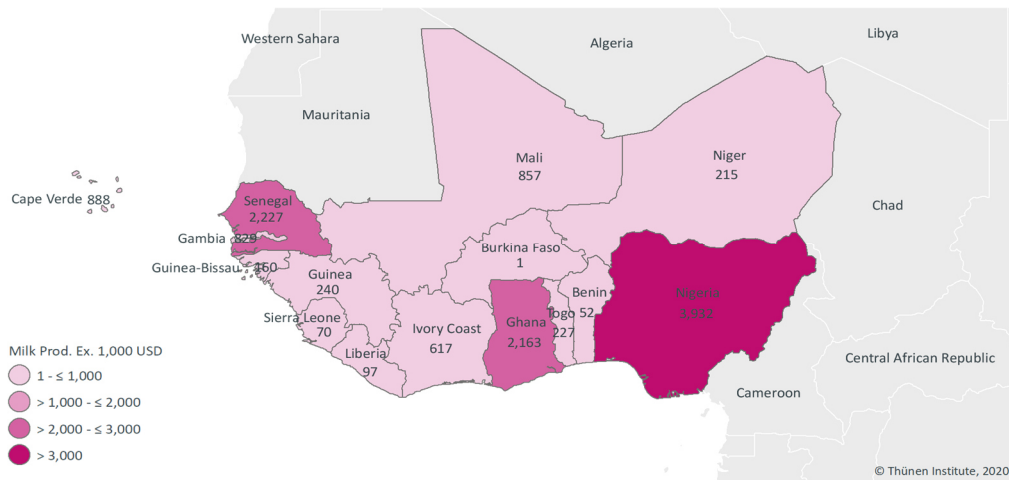 Western Sahara
Algeria
Libya
Mauritania
Mali
857
Niger
215
Cape Verde 888
Senegal
2,227
Chad
Gambia 829
Burkina Faso
1
Guinea-Bissau 160
Guinea
240
Benin
52
Nigeria
Sierra Leone
70
Togo
227
Ghana
2,163
Ivory Coast
617
Liberia
97
Milk Prod. Ex. 1,000 USD
1 - ≤ 1,000
> 1,000 - ≤ 2,000
> 2,000 - ≤ 3,000
> 3,000
Central African Republic
Cameroon
© Thünen Institute, 2020